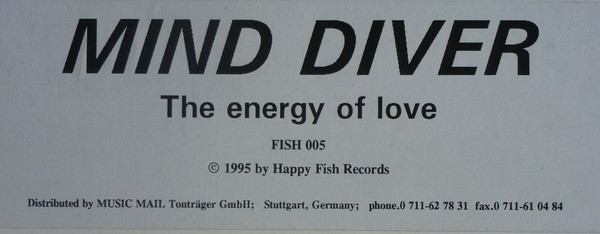 MIND DIVER
The energy of love
FISH 005
© 1995 by Happy Fish Records
Distributed by MUSIC MAIL Tonträger GmbH; Stuttgart, Germany; phone.0 711-62 78 31 fax.0 711-61 04 84